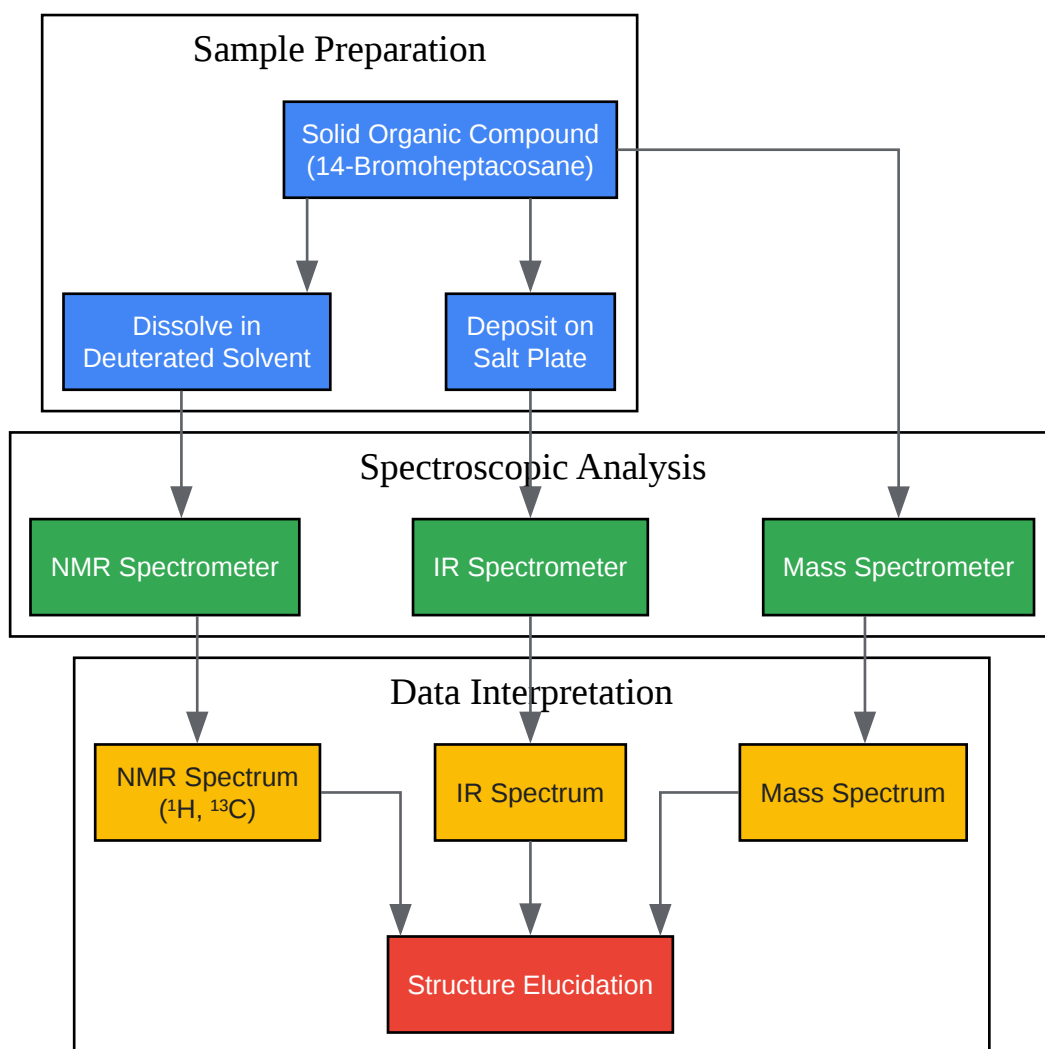 Sample Preparation
Solid Organic Compound
(14-Bromoheptacosane)
Dissolve in
Deuterated Solvent
Deposit on
Salt Plate
Spectroscopic Analysis
NMR Spectrometer
IR Spectrometer
Mass Spectrometer
Data Interpretation
NMR Spectrum
(¹H, ¹³C)
IR Spectrum
Mass Spectrum
Structure Elucidation